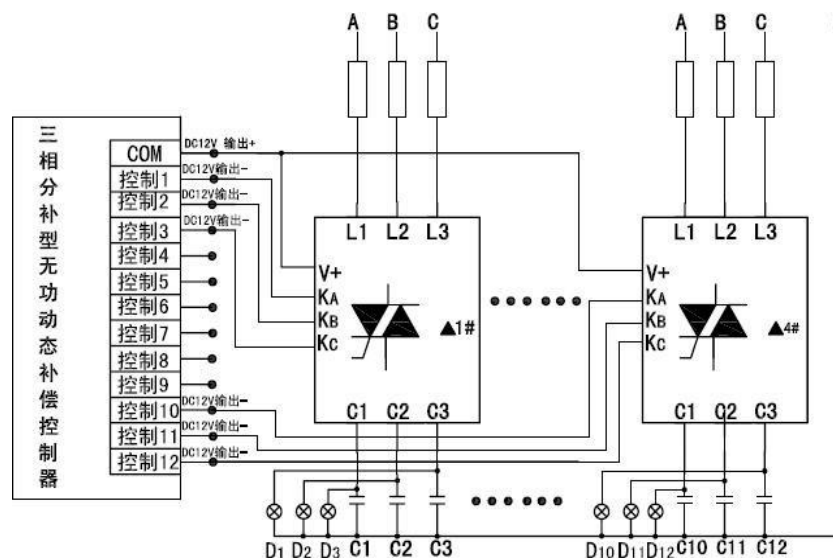 A B C
A B C
三相分补型无功动态补偿控制器
COM
控制1
控制2
控制3
控制4
控制5
控制6
控制7
控制8
控制9
控制10
控制11
控制12
DC12V 输出+
DC12V输出-
DC12V输出-
DC12V输出-
DC12V输出-
DC12V输出-
DC12V输出-
L1 L2 L3
V+
KA
KB
KC
▲1#
C1 C2 C3
L1 L2 L3
V+
KA
KB
KC
▲4#
C1 C2 C3
D1 D2 D3 C1 C2 C3
D10 D11 D12 C10 C11 C12